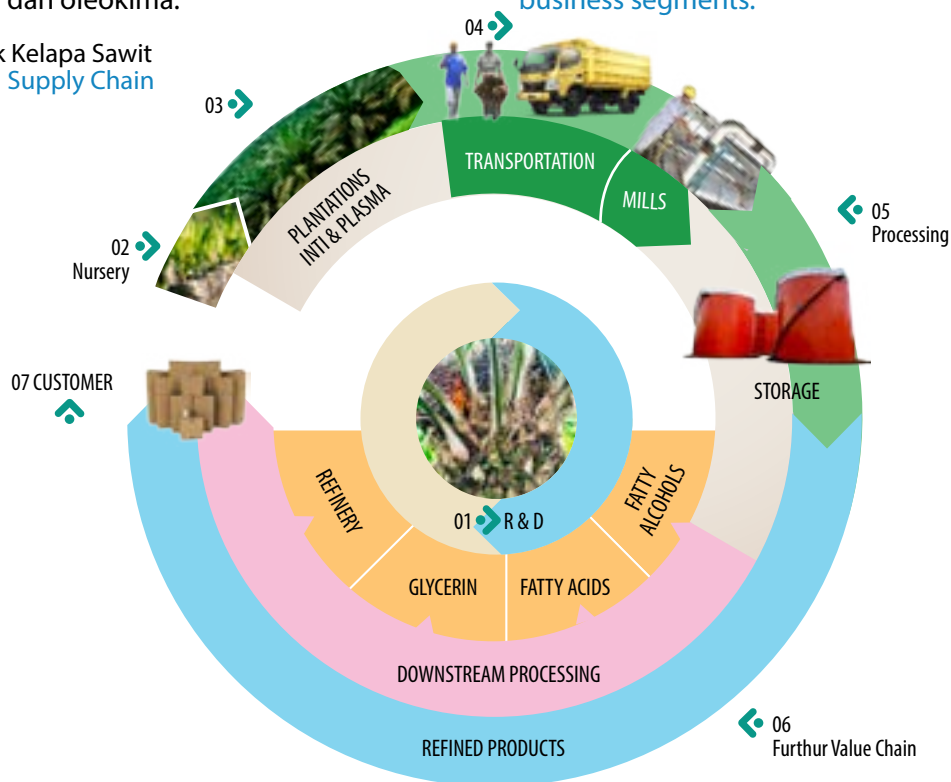 dan oleokima.
business segments.
k Kelapa Sawit
Supply Chain
04
03
TRANSPORTATION
MILLS
PLANTATIONS
INTI & PLASMA
02
Nursery
05
Processing
07 CUSTOMER
STORAGE
REFINERY
FATTY
ALCOHOLS
01
R & D
GLYCERIN
FATTY ACIDS
DOWNSTREAM PROCESSING
REFINED PRODUCTS
06
Furthur Value Chain